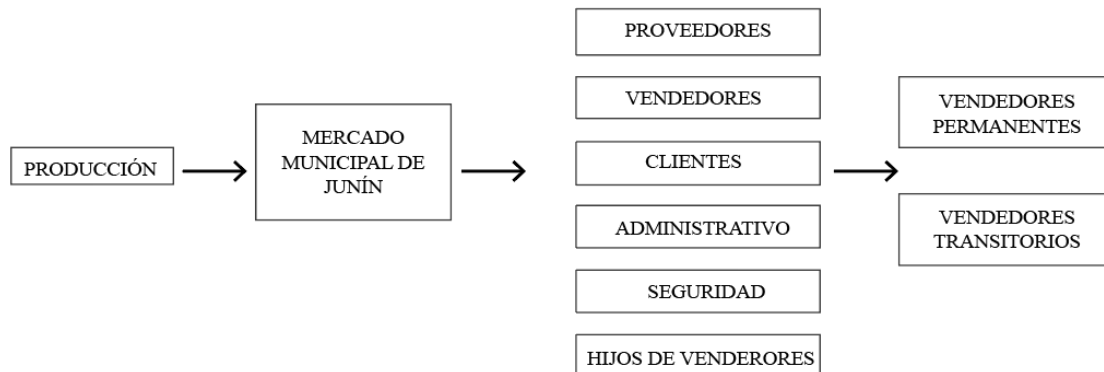 PRODUCCIÓN
MERCADO
MUNICIPAL DE
JUNÍN
PROVEEDORES
VENDEDORES
CLIENTES
ADMINISTRATIVO
SEGURIDAD
HIJOS DE VENDERORES
VENDEDORES
PERMANENTES
VENDEDORES
TRANSITORIOS